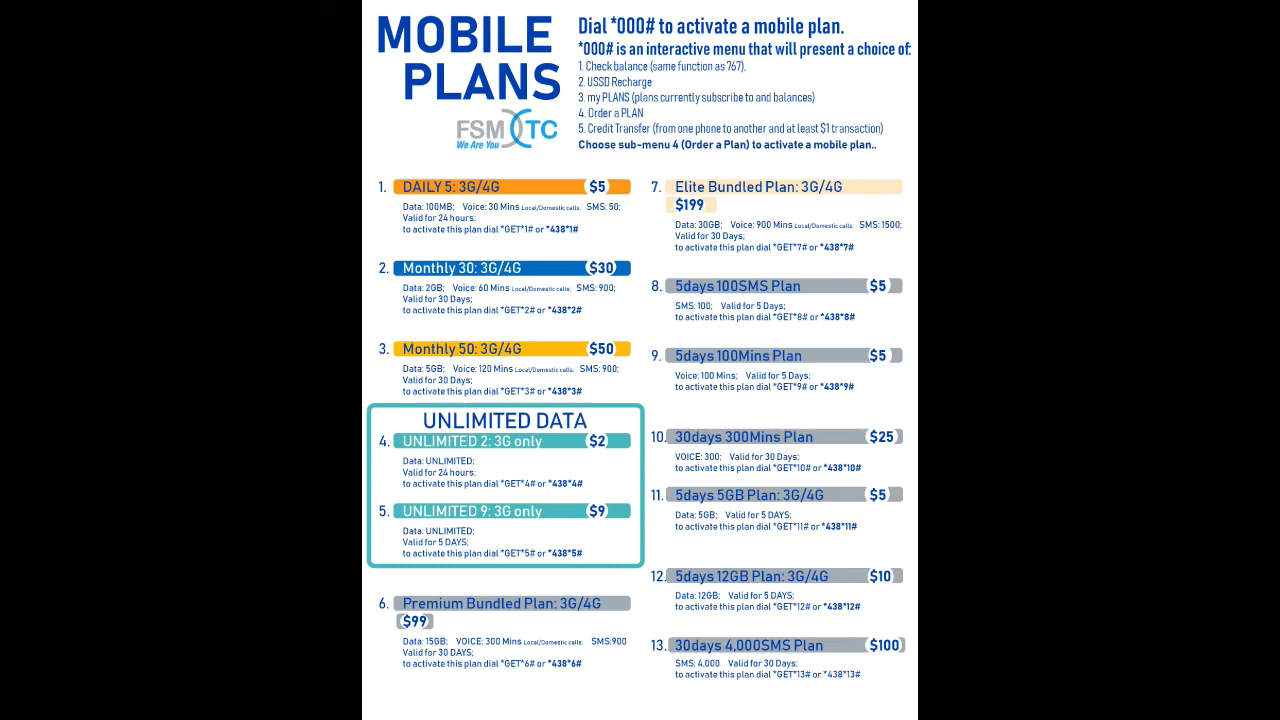 MOBILE
PLANS
FSMTC
We Are You
Dial *000# to activate a mobile plan.
*000# is an interactive menu that will present a choice of:
1. Check balance (same function as 767),
2. USSD Recharge
3. my PLANS (plans currently subscribe to and balances)
4. Order a PLAN
5. Credit Transfer (from one phone to another and at least $1 transaction)
Choose sub-menu 4 (Order a Plan) to activate a mobile plan..
1. DAILY 5: 3G/4G $5
Data: 100MB; Voice: 30 Mins Local/Domestic calls; SMS: 50;
Valid for 24 hours;
to activate this plan dial *GET*1# or *438*1#
2. Monthly 30: 3G/4G $30
Data: 2GB; Voice: 60 Mins Local/Domestic calls; SMS: 900;
Valid for 30 Days;
to activate this plan dial *GET*2# or *438*2#
3. Monthly 50: 3G/4G $50
Data: 5GB; Voice: 120 Mins Local/Domestic calls; SMS: 900;
Valid for 30 Days;
to activate this plan dial *GET*3# or *438*3#
UNLIMITED DATA
4. UNLIMITED 2: 3G only $2
Data: UNLIMITED;
Valid for 24 hours;
to activate this plan dial *GET*4# or *438*4#
5. UNLIMITED 9: 3G only $9
Data: UNLIMITED;
Valid for 5 DAYS;
to activate this plan dial *GET*5# or *438*5#
6. Premium Bundled Plan: 3G/4G
$99
Data: 15GB; VOICE: 300 Mins Local/Domestic calls; SMS:900
Valid for 30 DAYS;
to activate this plan dial *GET*6# or *438*6#
7. Elite Bundled Plan: 3G/4G
$199
Data: 30GB; Voice: 900 Mins Local/Domestic calls; SMS: 1500;
Valid for 30 Days;
to activate this plan dial *GET*7# or *438*7#
8. 5days 100SMS Plan $5
SMS: 100; Valid for 5 Days;
to activate this plan dial *GET*8# or *438*8#
9. 5days 100Mins Plan $5
Voice: 100 Mins; Valid for 5 Days;
to activate this plan dial *GET*9# or *438*9#
10. 30days 300Mins Plan $25
VOICE: 300; Valid for 30 Days;
to activate this plan dial *GET*10# or *438*10#
11. 5days 5GB Plan: 3G/4G $5
Data: 5GB; Valid for 5 DAYS;
to activate this plan dial *GET*11# or *438*11#
12. 5days 12GB Plan: 3G/4G $10
Data: 12GB; Valid for 5 DAYS;
to activate this plan dial *GET*12# or *438*12#
13. 30days 4,000SMS Plan $100
SMS: 4,000 Valid for 30 Days;
to activate this plan dial *GET*13# or *438*13#